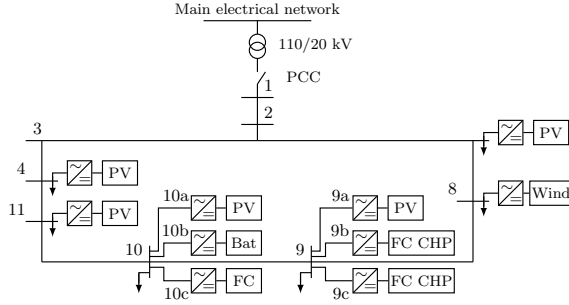 Main electrical network
110/20 kV
PCC
1
2
3
PV
4
PV
8
Wind
11
PV
10a
PV
9a
PV
10b
Bat
9b
FC CHP
10
9
10c
FC
9c
FC CHP